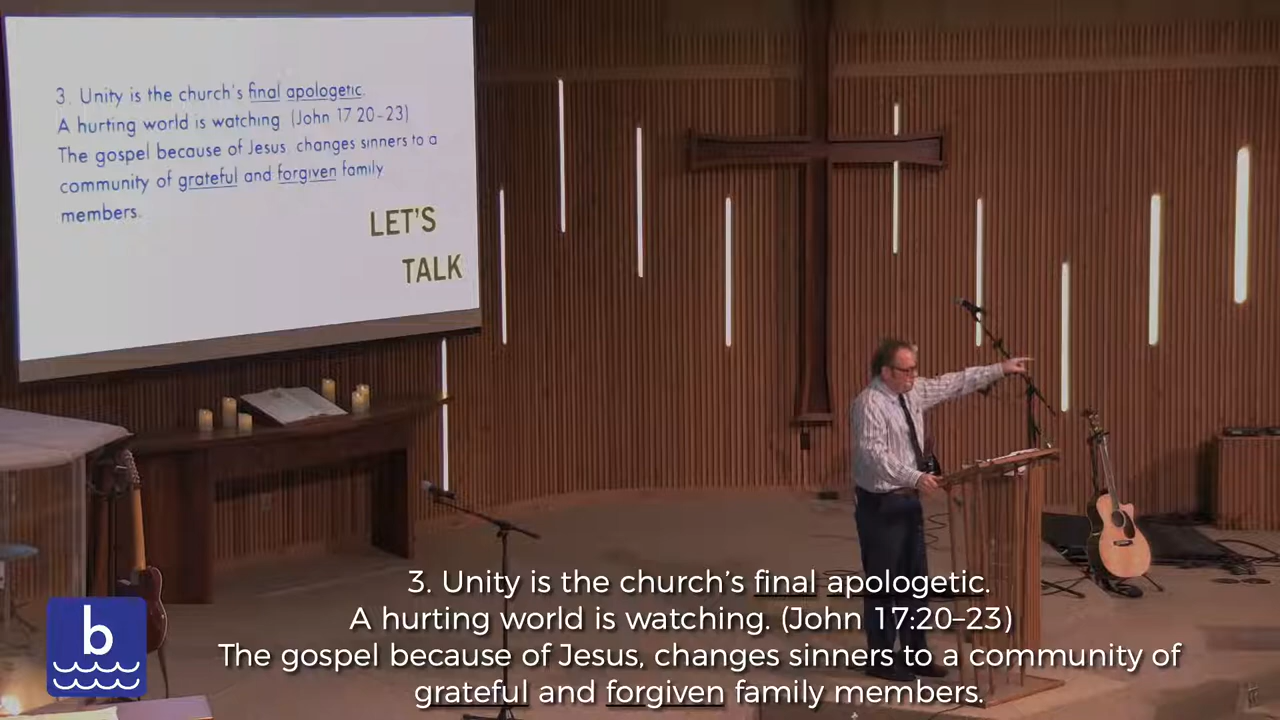 3. Unity is the church's final apologetic.
A hurting world is watching (John 17 20-23)
The gospel because of Jesus, changes sinners to a
community of grateful and forgiven family
members.
LET'S
TALK
b
3. Unity is the church's final apologetic.
A hurting world is watching. (John 17:20–23)
The gospel because of Jesus, changes sinners to a community of
grateful and forgiven family members.